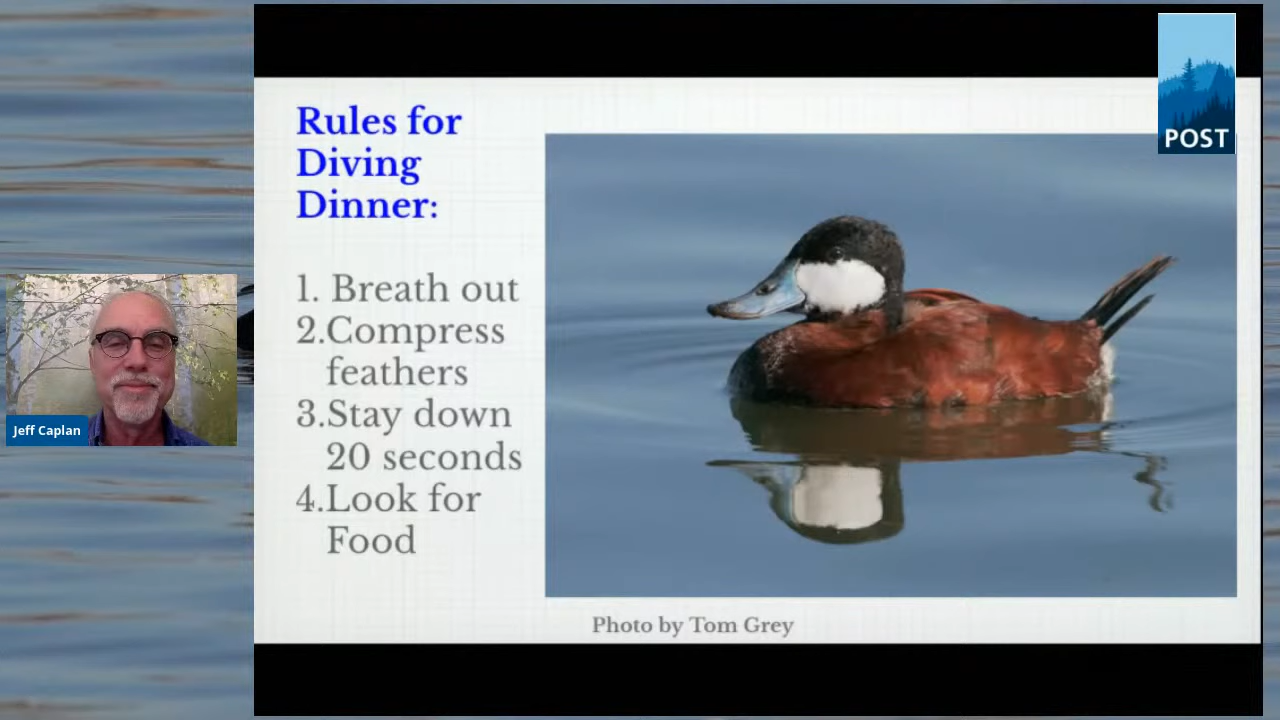 POST
Rules for
Diving
Dinner:
1. Breath out
2.Compress
feathers
3.Stay down
20 seconds
4.Look for
Food
Jeff Caplan
Photo by Tom Grey